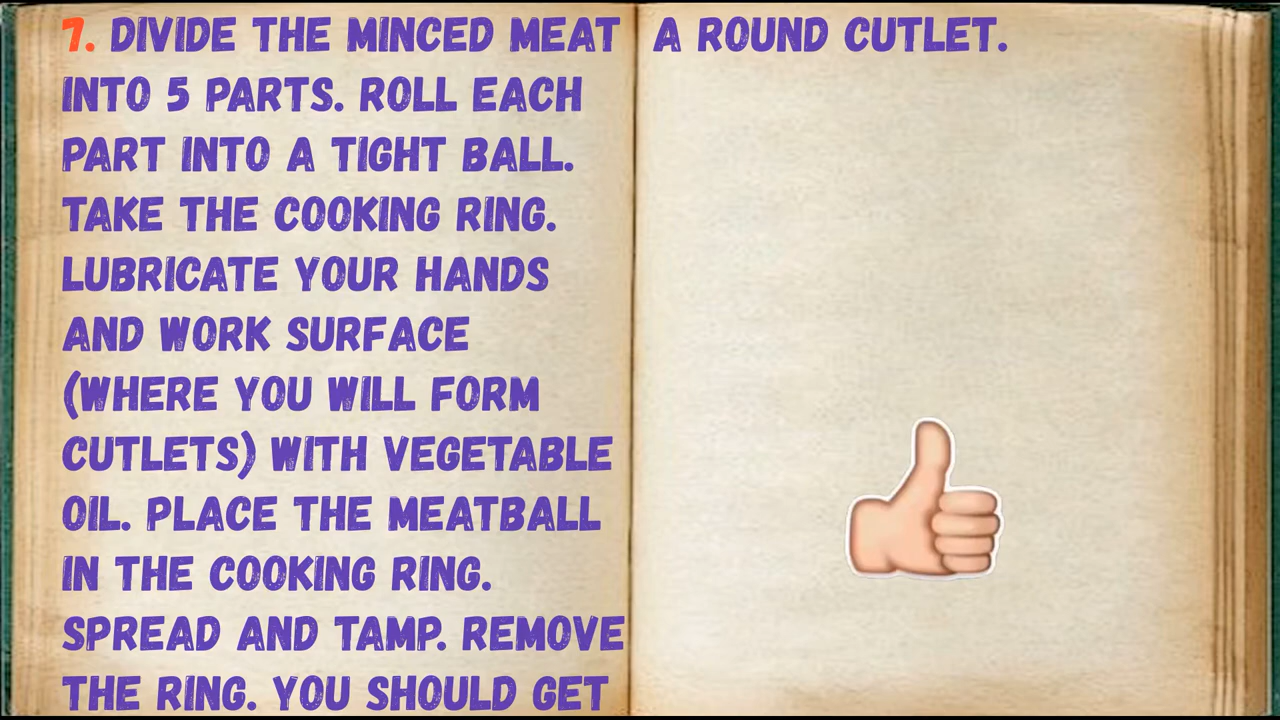 7. DIVIDE THE MINCED MEAT
INTO 5 PARTS. ROLL EACH
PART INTO A TIGHT BALL.
TAKE THE COOKING RING.
LUBRICATE YOUR HANDS
AND WORK SURFACE
(WHERE YOU WILL FORM
CUTLETS) WITH VEGETABLE
OIL. PLACE THE MEATBALL
IN THE COOKING RING.
SPREAD AND TAMP. REMOVE
THE RING. YOU SHOULD GET
A ROUND CUTLET.